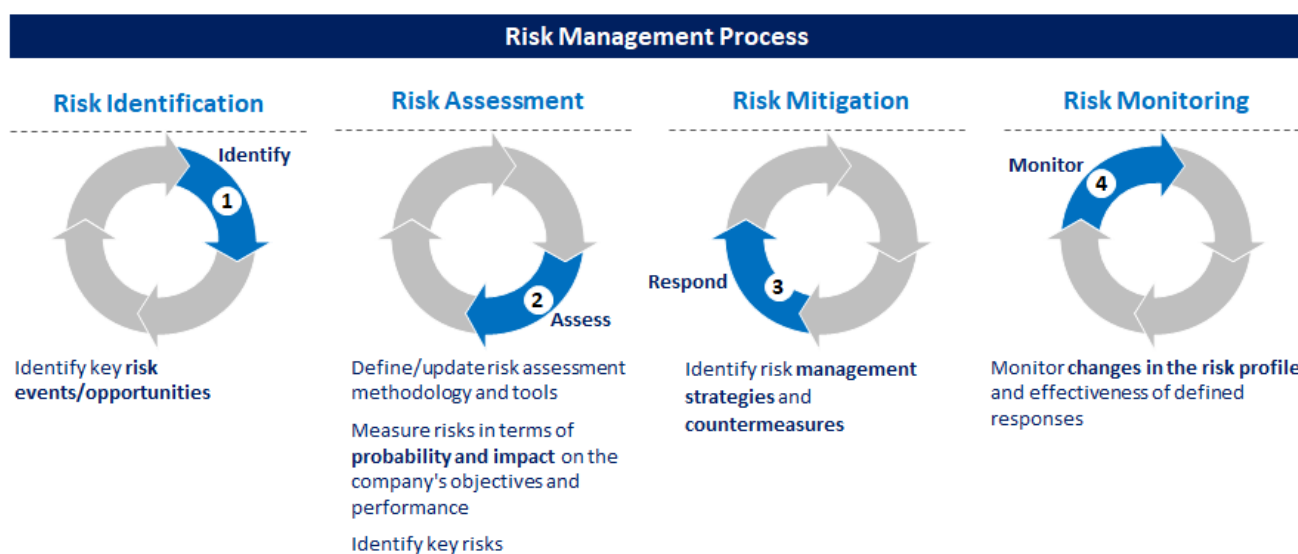 Risk Management Process
Risk Identification
Identify
1
Identify key risk
events/opportunities
Risk Assessment
2
Assess
Define/update risk assessment
methodology and tools
Measure risks in terms of
probability and impact on the
company's objectives and
performance
Identify key risks
Risk Mitigation
Respond
3
Identify risk management
strategies and
countermeasures
Risk Monitoring
Monitor
4
Monitor changes in the risk profile
and effectiveness of defined
responses